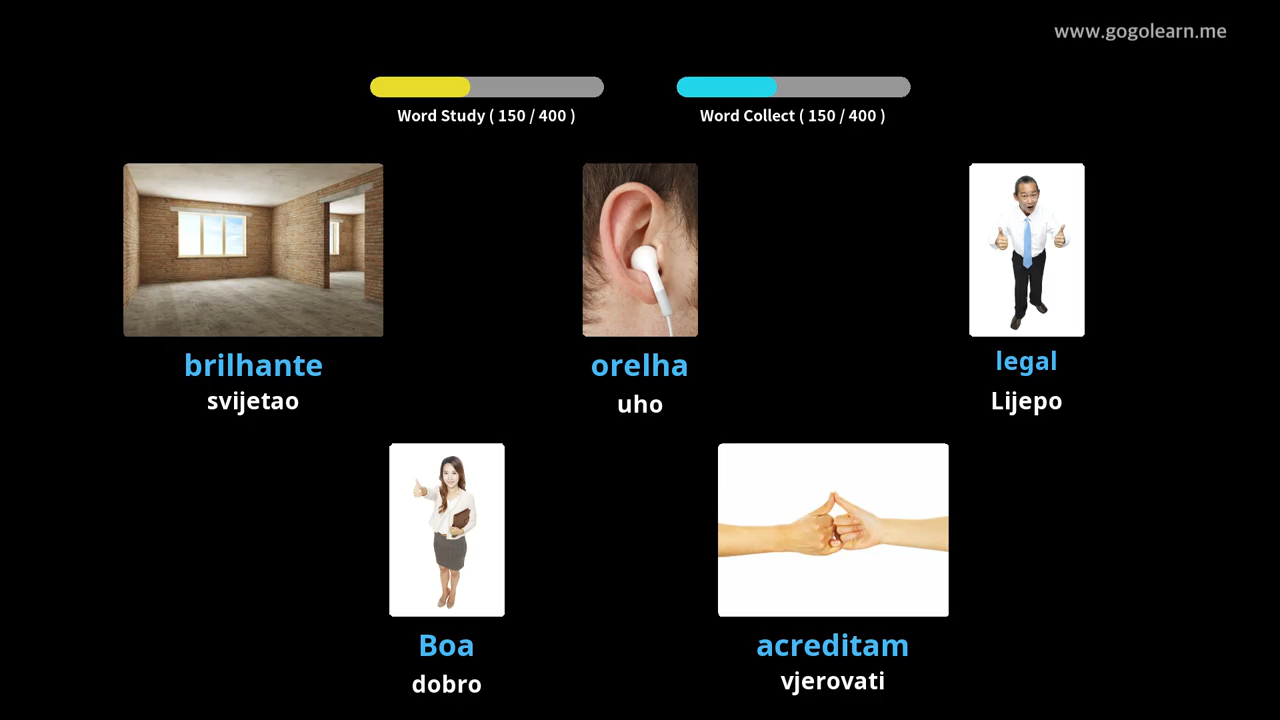 www.gogolearn.me
Word Study ( 150 / 400 )
Word Collect ( 150 / 400 )
brilhante
svijetao
orelha
uho
legal
Lijepo
Boa
dobro
acreditam
vjerovati